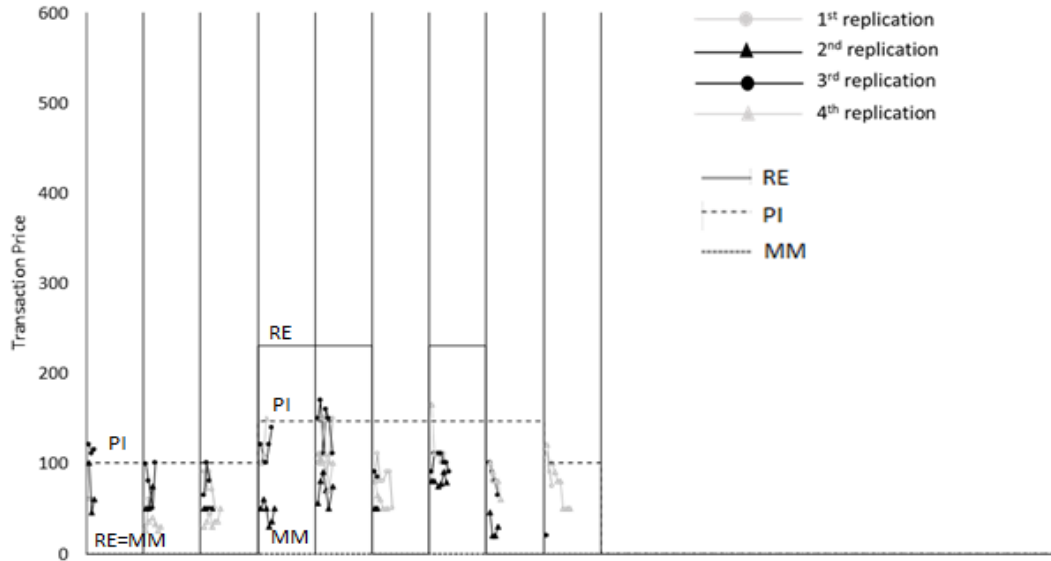 600
500
400
300
200
100
0
Transaction Price
PI
RE=MM
RE
PI
MM
1st replication
2nd replication
3rd replication
4th replication
RE
PI
MM